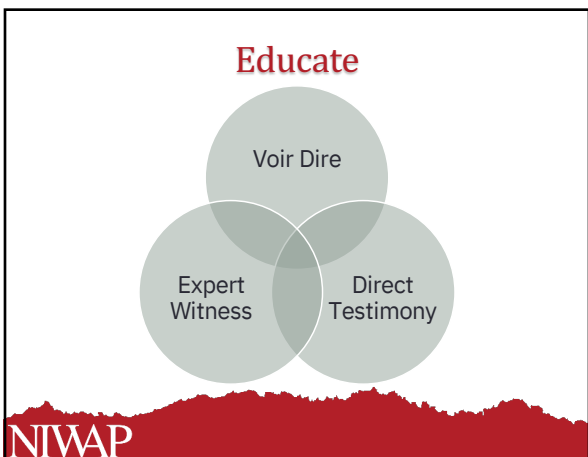 Educate
Voir Dire
Expert
Witness
Direct
Testimony
NIWAP